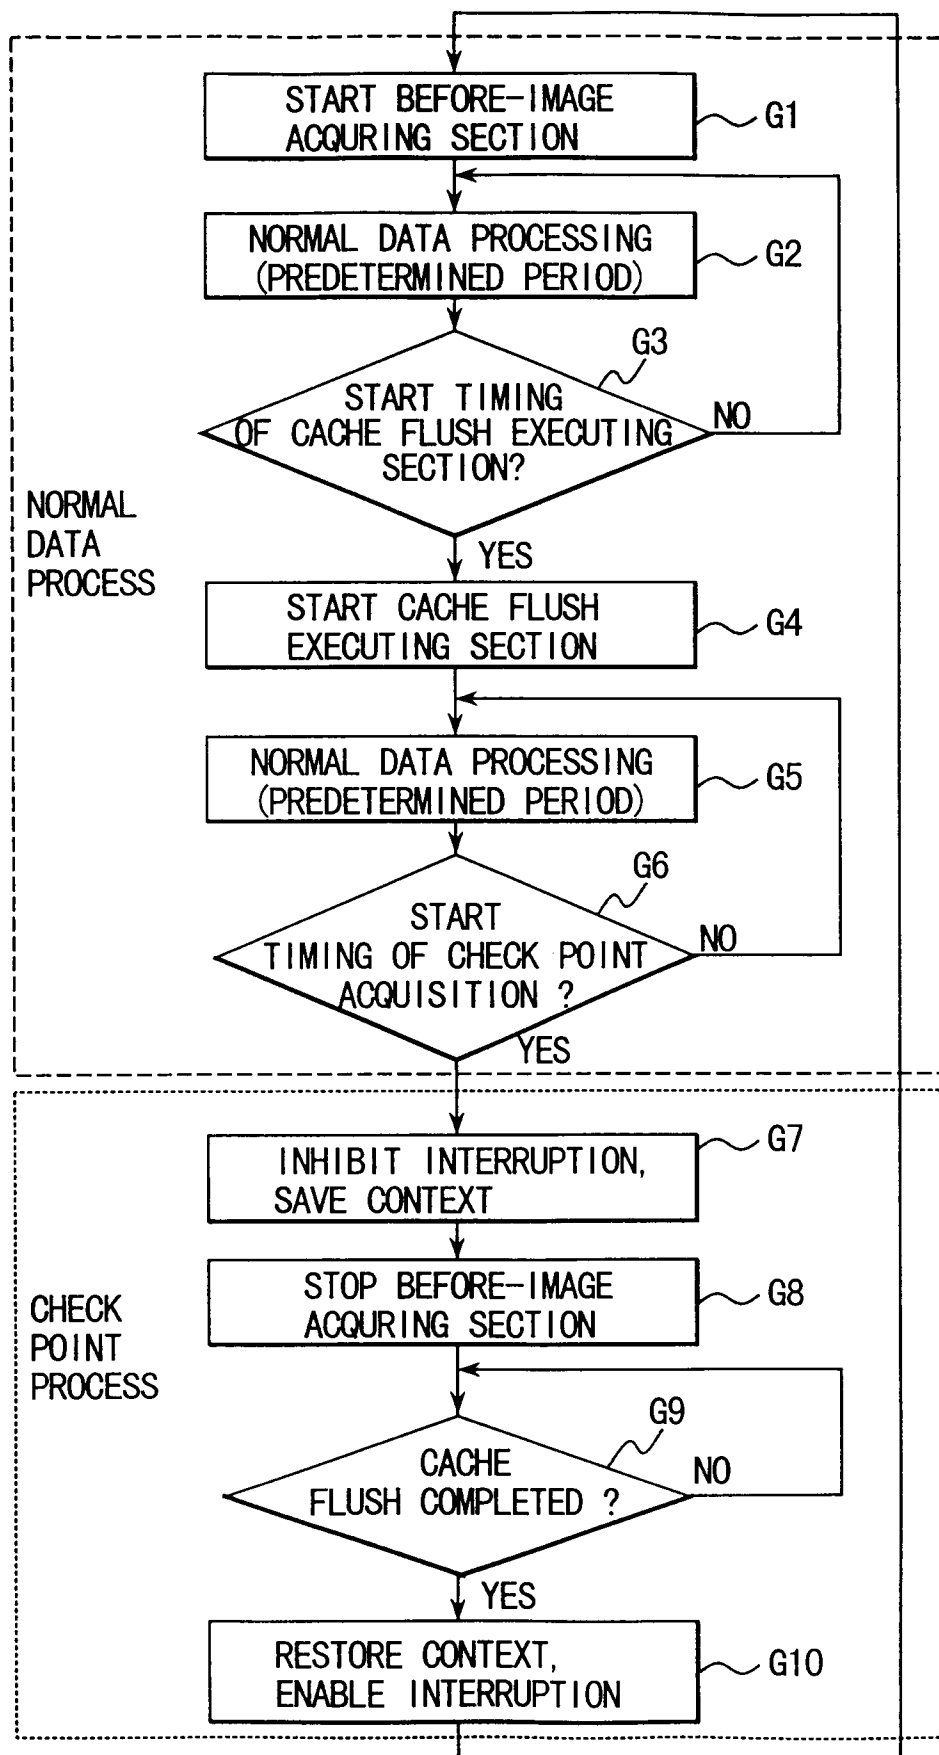 START BEFORE-IMAGE
ACQURING SECTION
G1
NORMAL DATA PROCESSING
(PREDETERMINED PERIOD)
G2
G3
START TIMING
OF CACHE FLUSH EXECUTING
SECTION?
NO
NORMAL
DATA
PROCESS
YES
START CACHE FLUSH
EXECUTING SECTION
G4
NORMAL DATA PROCESSING
(PREDETERMINED PERIOD)
G5
G6
START
TIMING OF CHECK POINT
ACQUISITION ?
NO
YES
INHIBIT INTERRUPTION,
SAVE CONTEXT
G7
STOP BEFORE-IMAGE
ACQURING SECTION
G8
CHECK
POINT
PROCESS
G9
CACHE
FLUSH COMPLETED ?
NO
YES
RESTORE CONTEXT,
ENABLE INTERRUPTION
G10